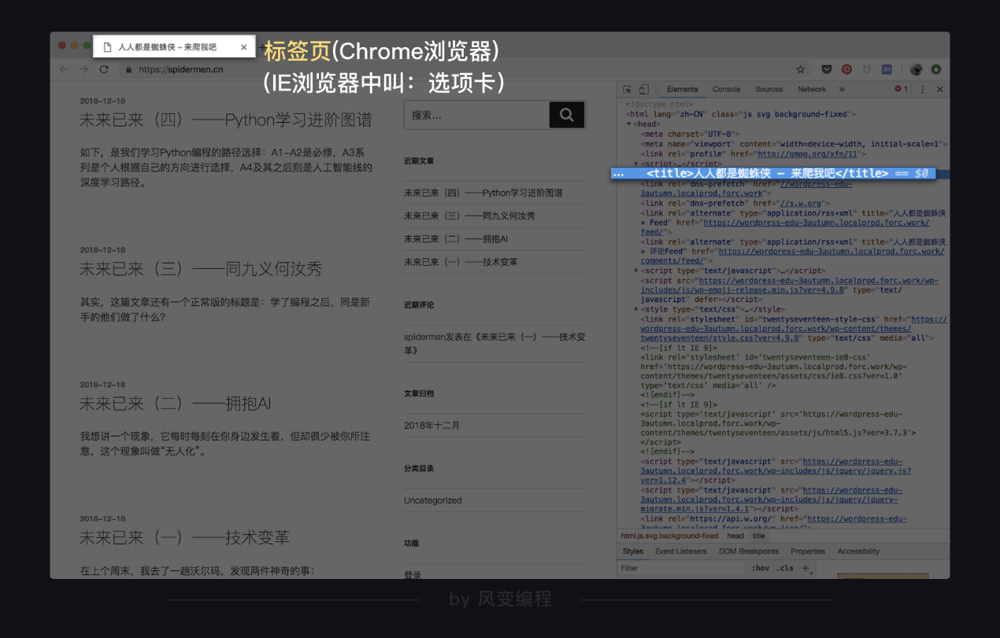 人人都是蜘蛛侠 – 来爬我吧
标签页(Chrome浏览器)
(IE浏览器中叫：选项卡)
https://spidermen.cn
2018-12-18
未来已来（四）——Python学习进阶图谱
如下，是我们学习Python编程的路径选择：A1-A2是必修，A3系
列是个人根据自己的方向进行选择，A4及其之后则是人工智能线的
深度学习路径。
2018-12-18
未来已来（三）——同九义何汝秀
其实，这篇文章还有一个正常版的标题是：学了编程之后，同是新
手的他们做了什么?
2018-12-18
未来已来（二）——拥抱AI
我想讲一个现象，它每时每刻在你身边发生着，但却很少被你所注
意，这个现象叫做“无人化”。
2018-12-18
未来已来（一）——技术变革
在上个周末，我去了一趟沃尔玛，发现两件神奇的事：
搜索...
近期文章
未来已来（四）——Python学习进阶图谱
未来已来（三）——同九义何汝秀
未来已来（二）——拥抱AI
未来已来（一）——技术变革
近期评论
spiderman发表在《未来已来（一）——技术变
革》
文章归档
2018年十二月
分类目录
Uncategorized
功能
登录
Elements Console Sources Network » 1
<!doctype html>
<html lang="zh-CN" class="js svg background-fixed">
<head>
<meta charset="UTF-8">
<meta name="viewport" content="width=device-width, initial-scale=1">
<link rel="profile" href="http://gmpg.org/xfn/11">
<script>…</script>
... <title>人人都是蜘蛛侠 – 来爬我吧</title> == $0
<link rel="dns-prefetch" href="//wordpress-edu-
3autumn.localprod.forc.work">
<link rel="dns-prefetch" href="//s.w.org">
<link rel="alternate" type="application/rss+xml" title="人人都是蜘蛛侠
» Feed" href="https://wordpress-edu-3autumn.localprod.forc.work/
feed/">
<link rel="alternate" type="application/rss+xml" title="人人都是蜘蛛侠
» 评论Feed" href="https://wordpress-edu-3autumn.localprod.forc.work/
comments/feed/">
<script type="text/javascript">…</script>
<script src="https://wordpress-edu-3autumn.localprod.forc.work/wp-
includes/js/wp-emoji-release.min.js?ver=4.9.8" type="text/
javascript" defer></script>
<style type="text/css">…</style>
<link rel="stylesheet" id="twentyseventeen-style-css" href="https://
wordpress-edu-3autumn.localprod.forc.work/wp-content/themes/
twentyseventeen/style.css?ver=4.9.8" type="text/css" media="all">
<!--[if lt IE 9]>
<link rel='stylesheet' id='twentyseventeen-ie8-css'
href='https://wordpress-edu-3autumn.localprod.forc.work/wp-
content/themes/twentyseventeen/assets/css/ie8.css?ver=1.0'
type='text/css' media='all' />
<![endif]-->
<!--[if lt IE 9]>
<script type='text/javascript' src='https://wordpress-edu-
3autumn.localprod.forc.work/wp-
content/themes/twentyseventeen/assets/js/html5.js?ver=3.7.3'>
</script>
<![endif]-->
<script type="text/javascript" src="https://wordpress-edu-
3autumn.localprod.forc.work/wp-includes/js/jquery/jquery.js?
ver=1.12.4"></script>
<script type="text/javascript" src="https://wordpress-edu-
3autumn.localprod.forc.work/wp-includes/js/jquery/jquery-
migrate.min.js?ver=1.4.1"></script>
<link rel="https://api.w.org/" href="https://wordpress-edu-
3autumn.localprod.forc.work/wp-json/">
html.js.svg.background-fixed head title
Styles Event Listeners DOM Breakpoints Properties Accessibility
Filter :hov .cls +
by 风变编程